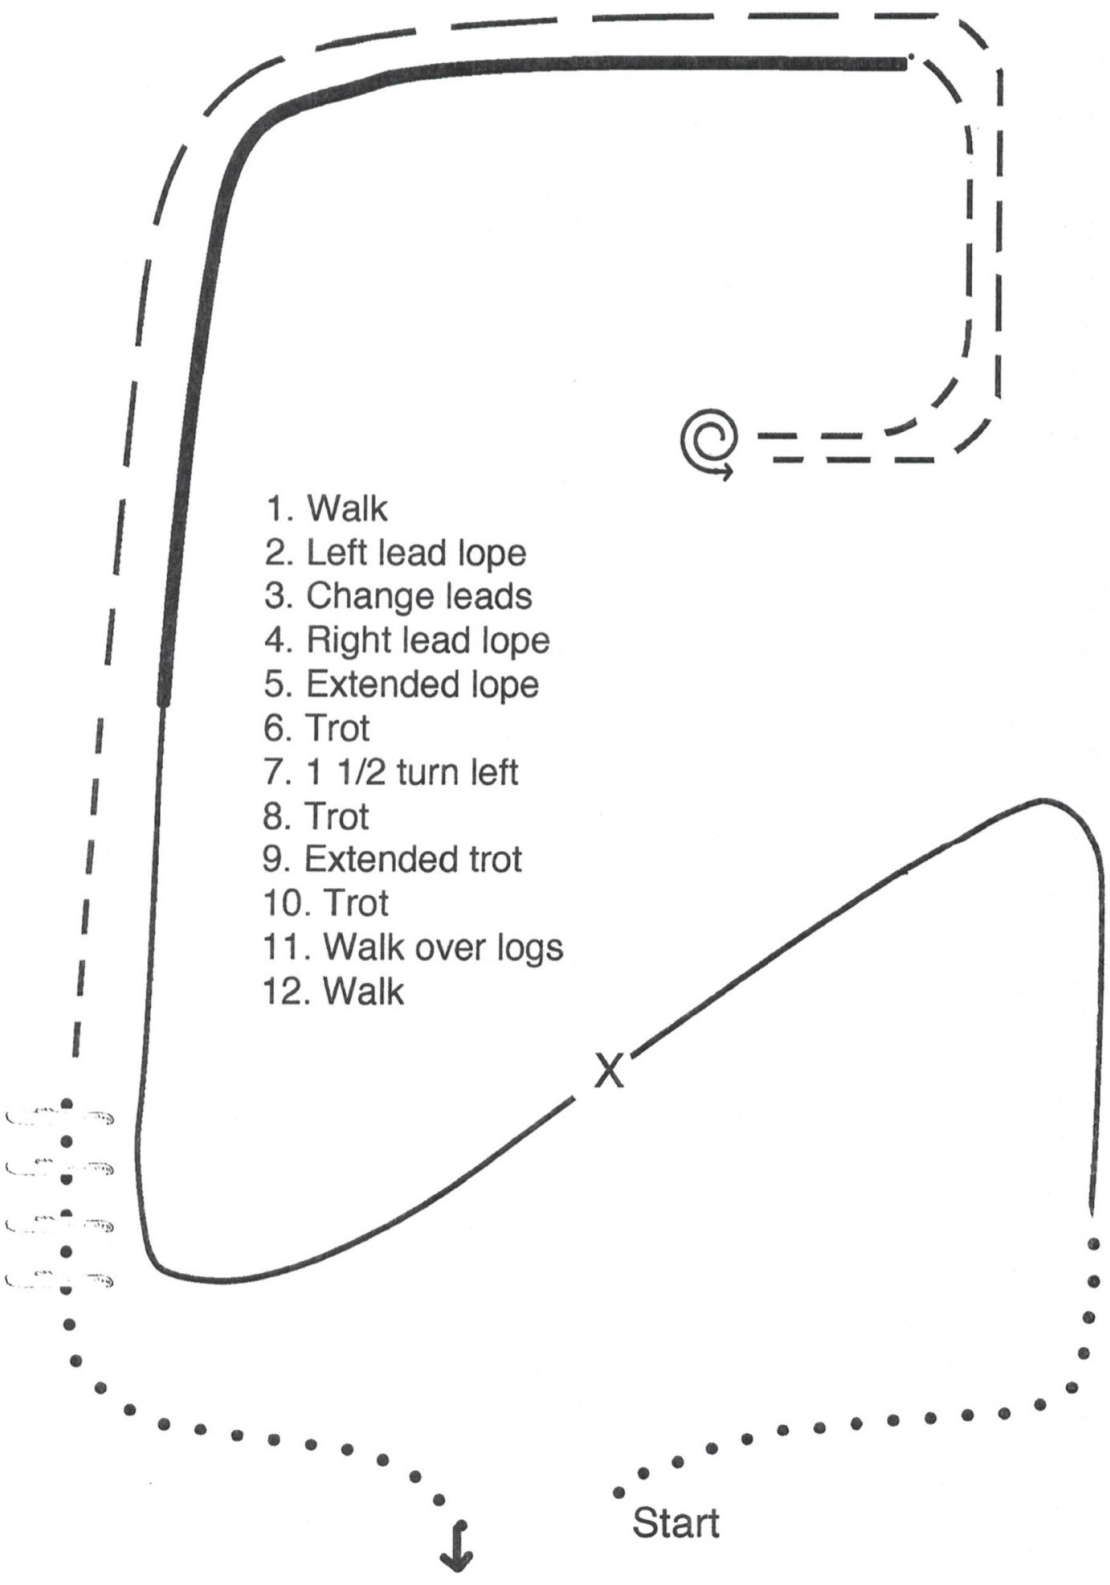 1. Walk
2. Left lead lope
3. Change leads
4. Right lead lope
5. Extended lope
6. Trot
7. 1 1/2 turn left
8. Trot
9. Extended trot
10. Trot
11. Walk over logs
12. Walk
X
Start